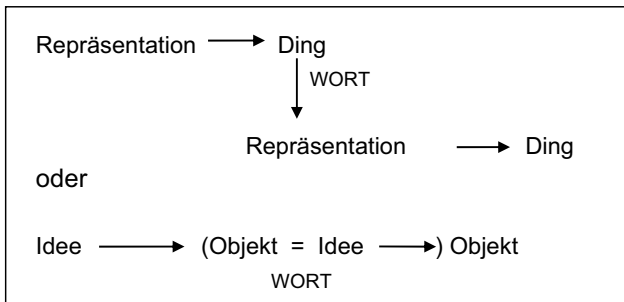 Repräsentation → Ding
WORT
Repräsentation → Ding
oder
Idee → (Objekt = Idee →) Objekt
WORT